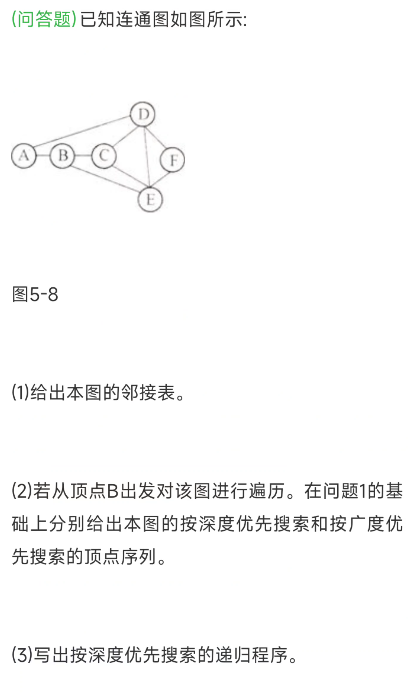 (问答题)已知连通图如图所示:
D
A
B
C
F
E
图5-8
(1)给出本图的邻接表。
(2)若从顶点B出发对该图进行遍历。在问题1的基
础上分别给出本图的按深度优先搜索和按广度优
先搜索的顶点序列。
(3)写出按深度优先搜索的递归程序。